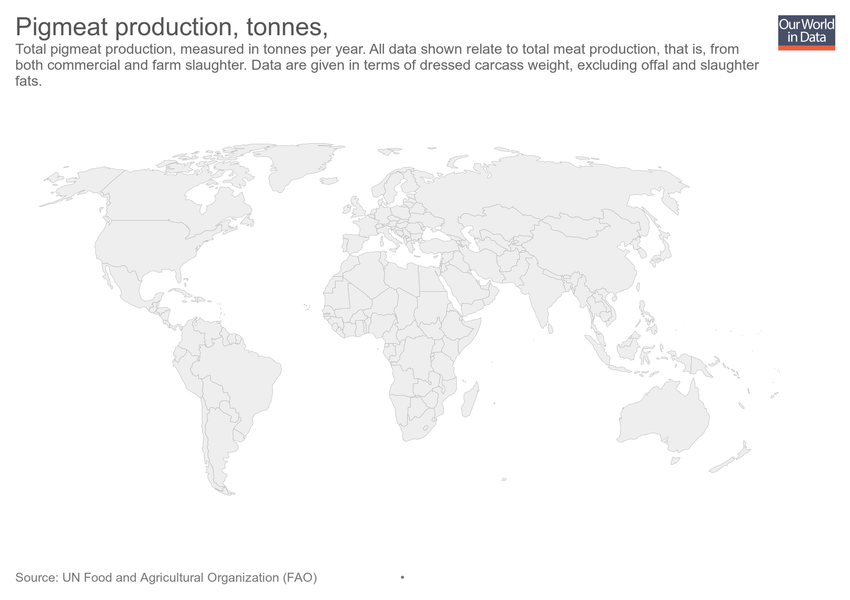 Pigmeat production, tonnes,
Our World
in Data
Total pigmeat production, measured in tonnes per year. All data shown relate to total meat production, that is, from
both commercial and farm slaughter. Data are given in terms of dressed carcass weight, excluding offal and slaughter
fats.
Source: UN Food and Agricultural Organization (FAO) •